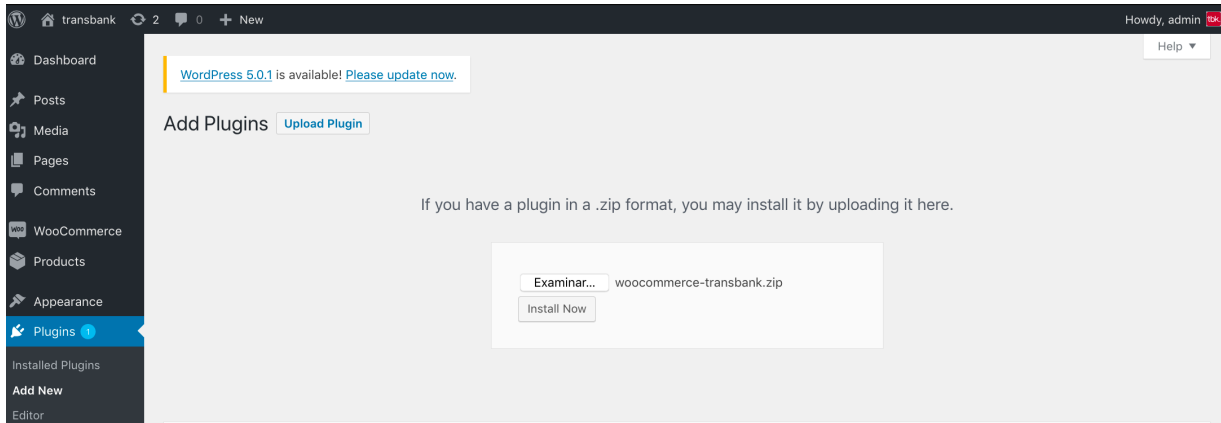 transbank 2 0 New Howdy, admin tbk.
Help ▼
Dashboard
Posts
Media
Pages
Comments
WOO WooCommerce
Products
Appearance
Plugins 1
Installed Plugins
Add New
Editor
WordPress 5.0.1 is available! Please update now.
Add Plugins Upload Plugin
If you have a plugin in a .zip format, you may install it by uploading it here.
Examinar... woocommerce-transbank.zip
Install Now